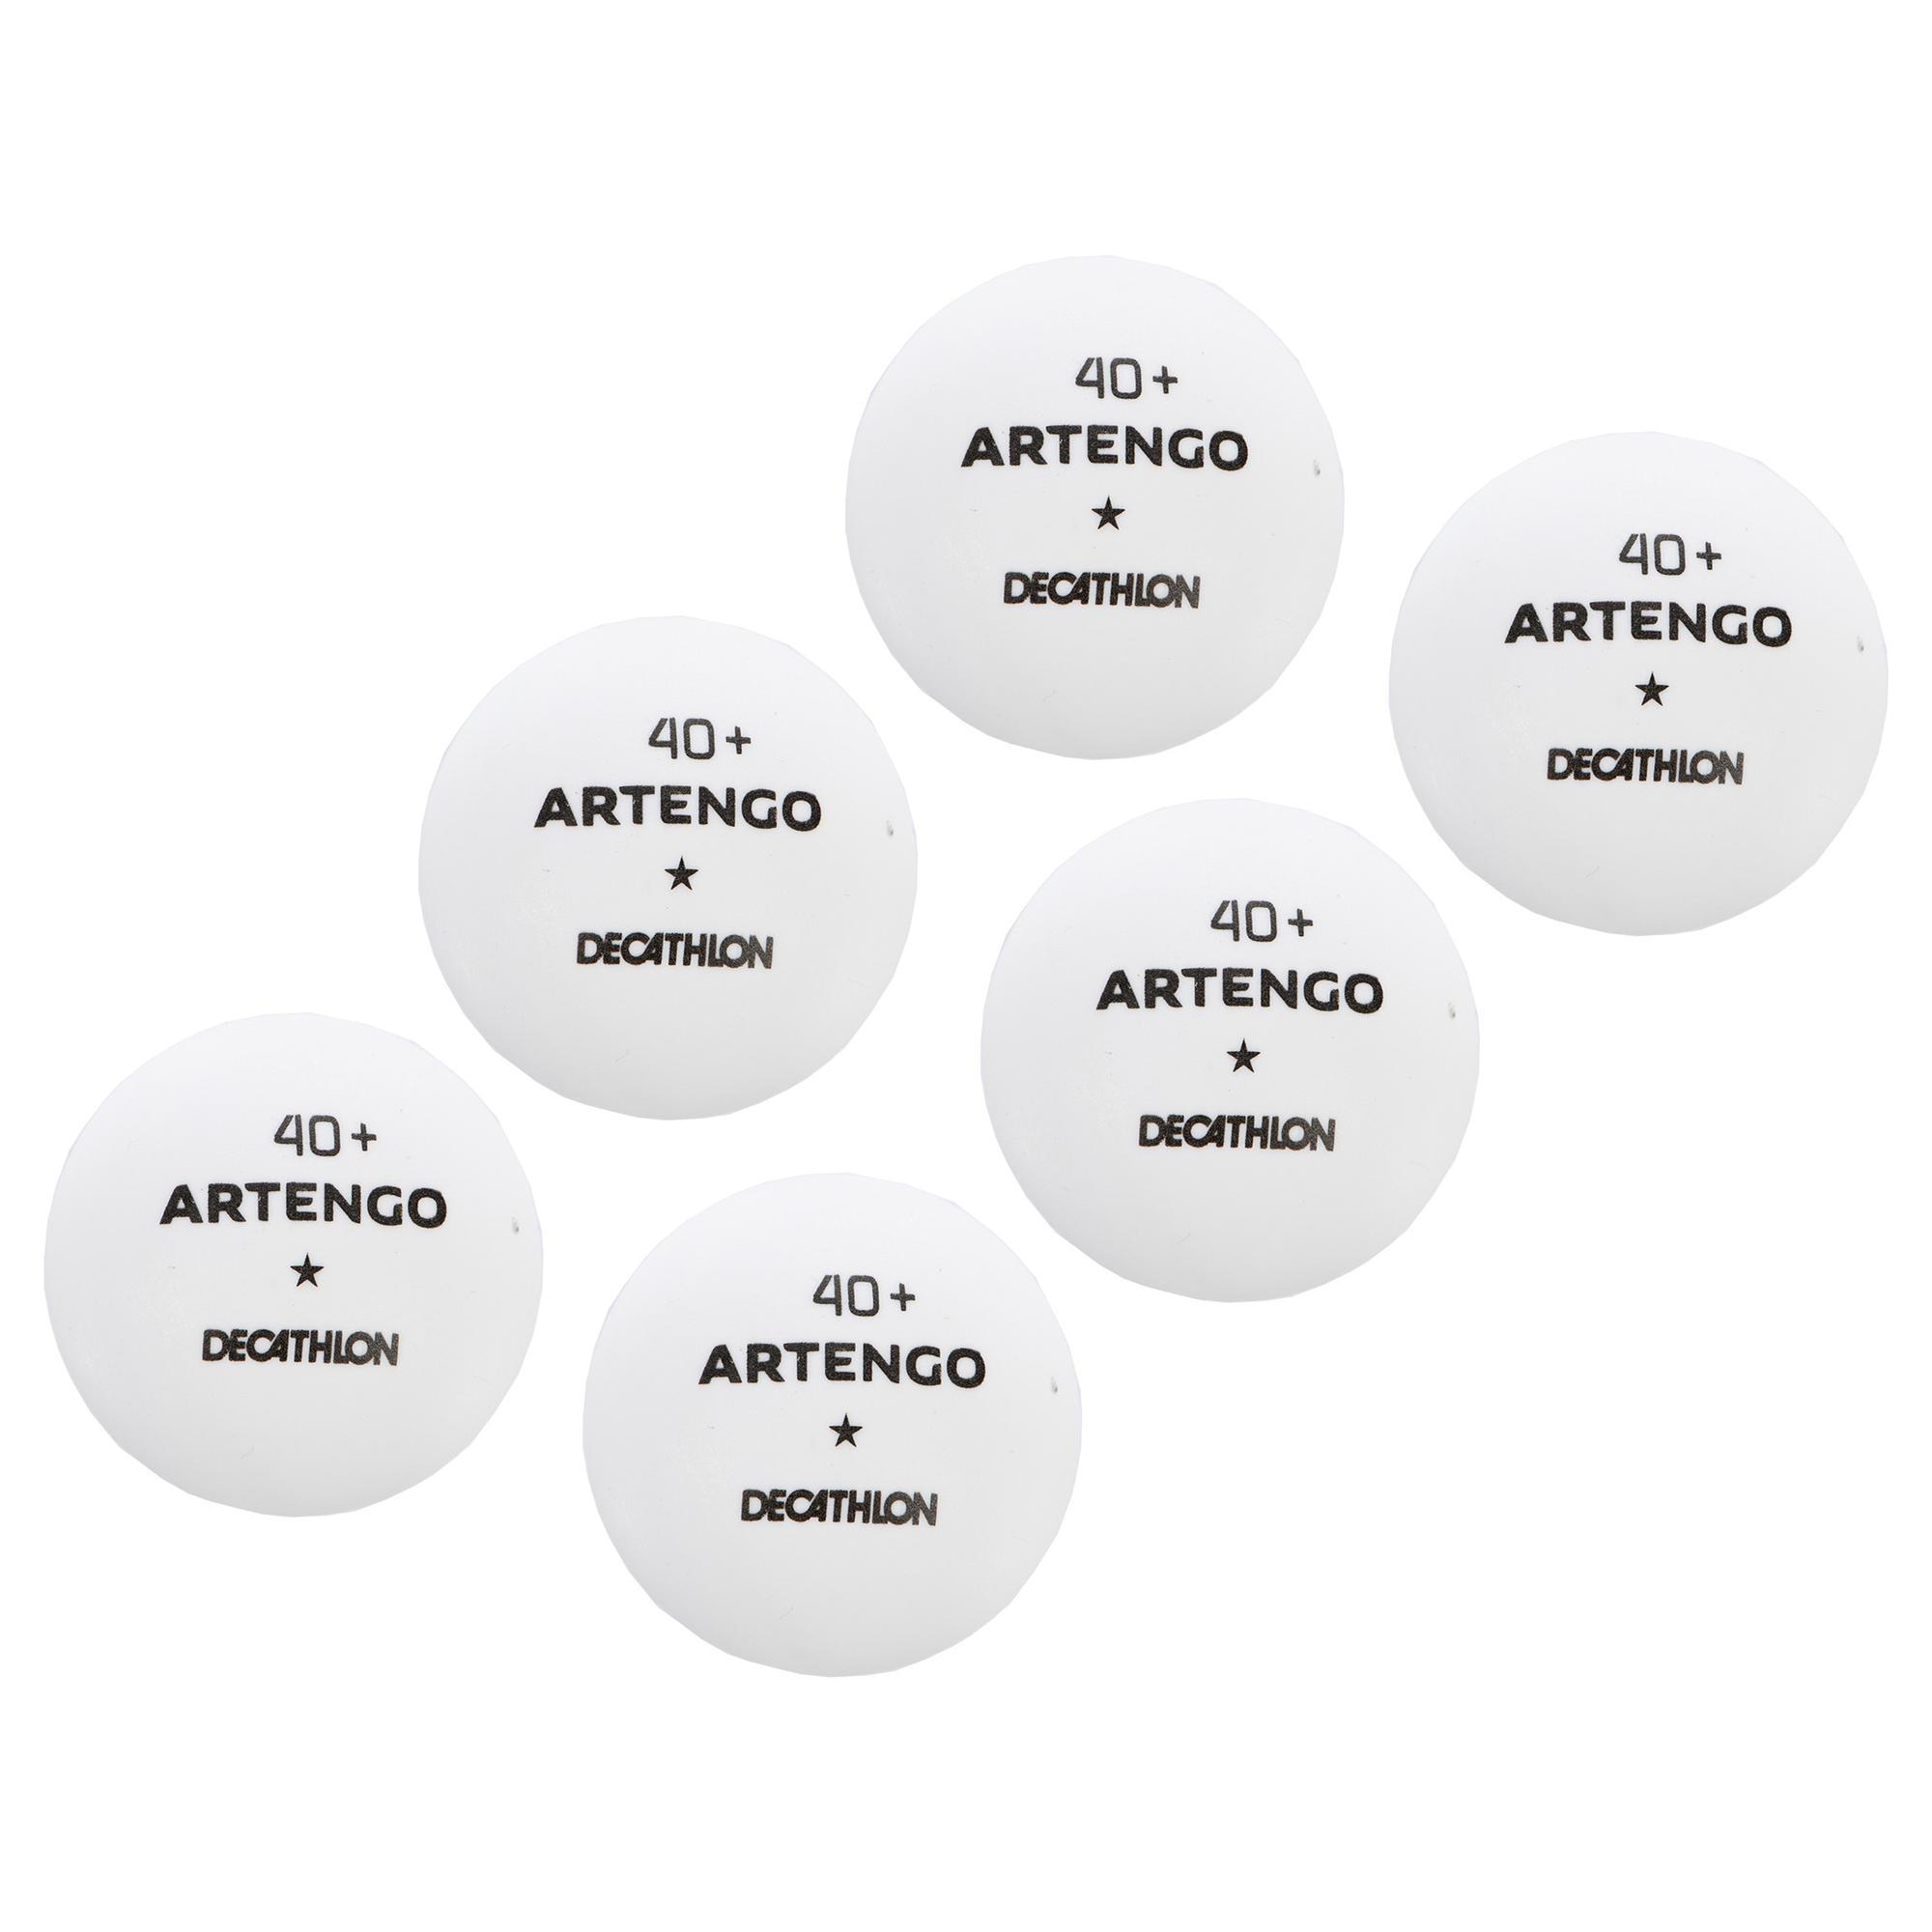 40+
ARTENGO
★
DECATHLON
40+
ARTENGO
★
DECATHLON
40+
ARTENGO
★
DECATHLON
40+
ARTENGO
★
DECATHLON
40+
ARTENGO
★
DECATHLON
40+
ARTENGO
★
DECATHLON